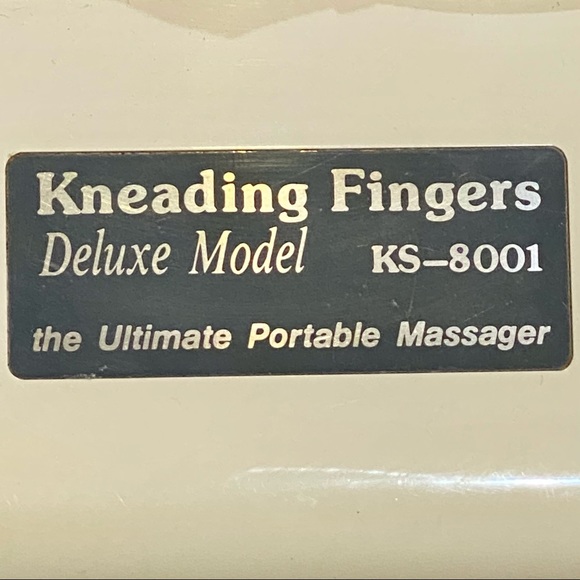 Kneading Fingers
Deluxe Model KS-8001
the Ultimate Portable Massager